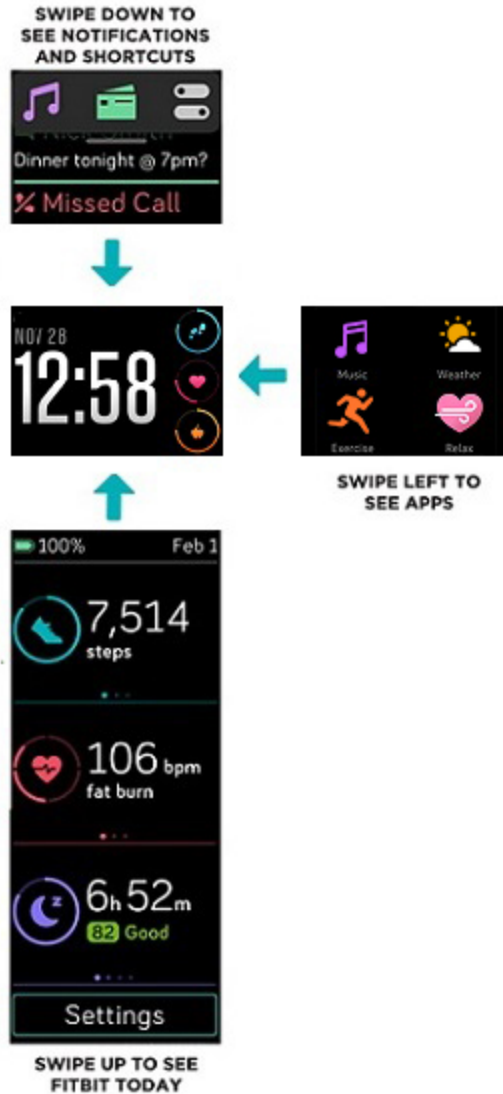 SWIPE DOWN TO
SEE NOTIFICATIONS
AND SHORTCUTS
Dinner tonight @ 7pm?
Missed Call
NOV 28
12:58
Music
Weather
Exercise
Relax
SWIPE LEFT TO
SEE APPS
100% Feb 1
7,514
steps
106 bpm
fat burn
6h 52m
82 Good
Settings
SWIPE UP TO SEE
FITBIT TODAY